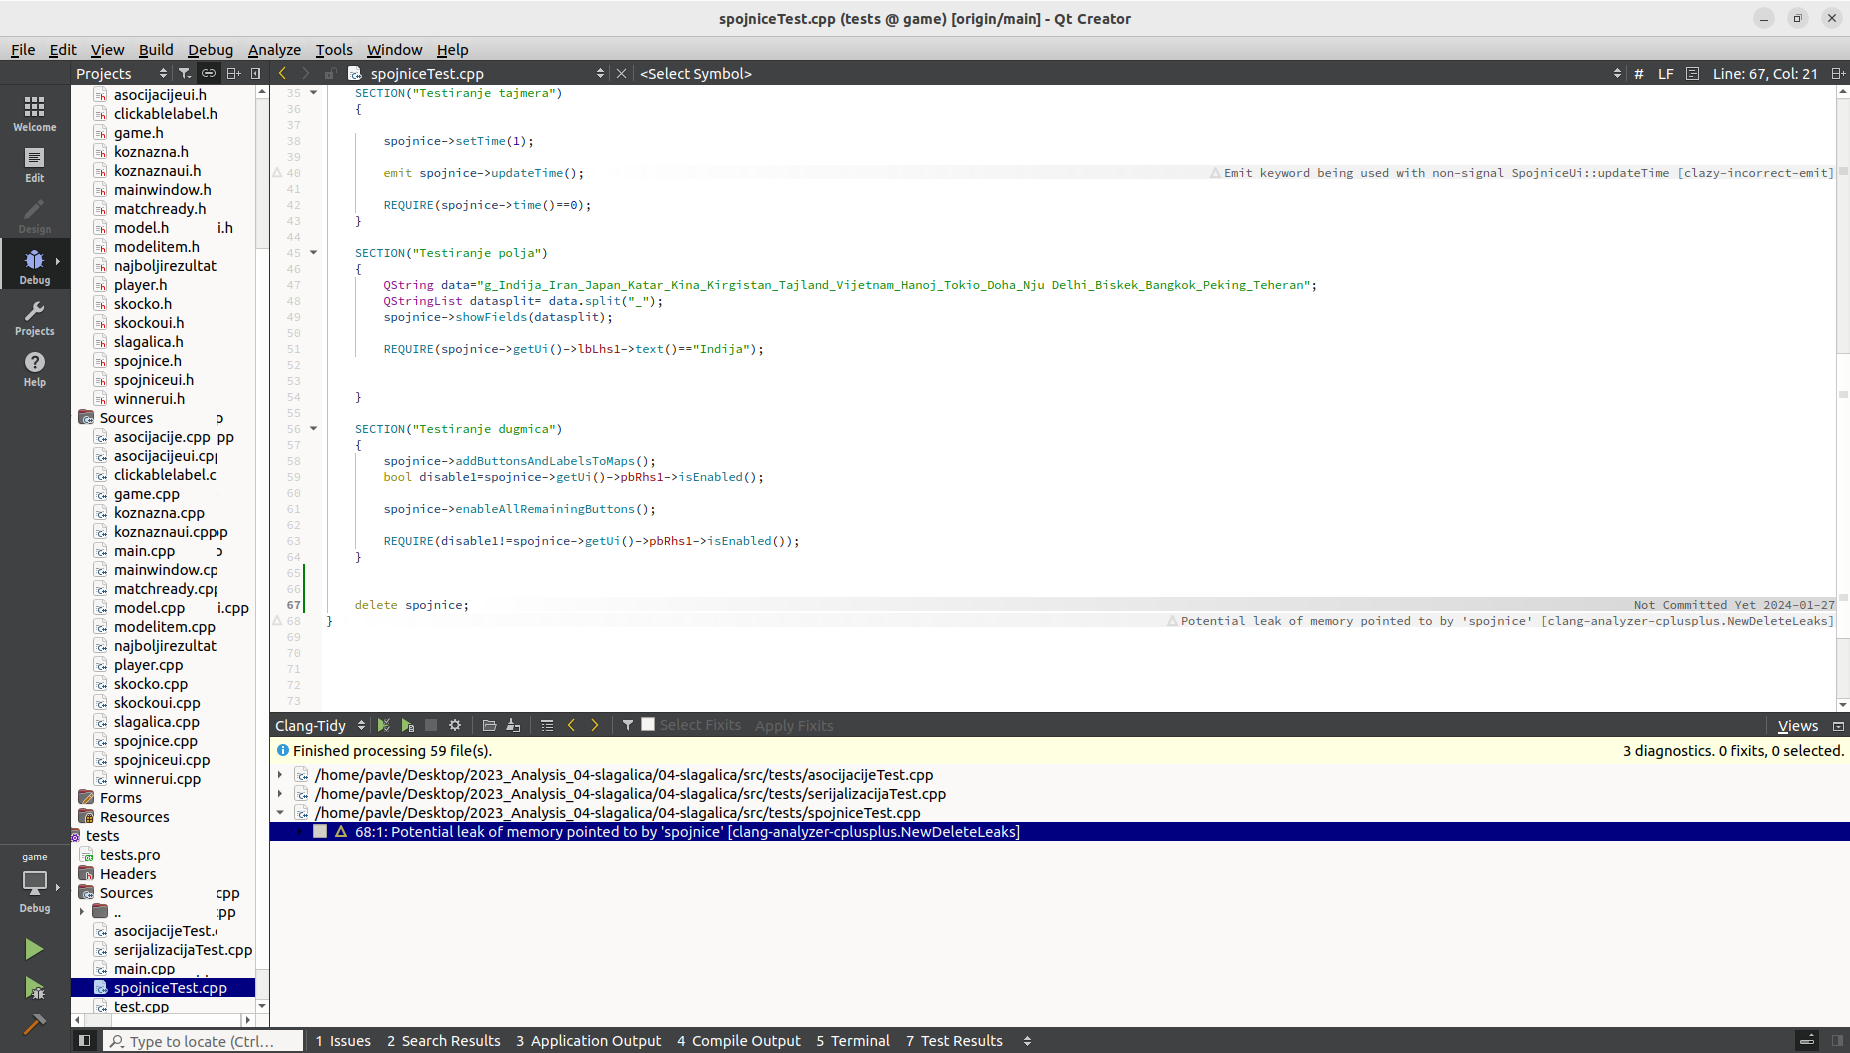 spojniceTest.cpp (tests @ game) [origin/main] - Qt Creator
File Edit View Build Debug Analyze Tools Window Help
Projects spojniceTest.cpp <Select Symbol> # LF Line: 67, Col: 21
Welcome
Edit
Design
Debug
Projects
Help
game
Debug
asocijacijeui.h
clickablelabel.h
game.h
koznazna.h
koznaznaui.h
mainwindow.h
matchready.h
model.h i.h
modelitem.h
najboljirezultat
player.h
skocko.h
skockoui.h
slagalica.h
spojnice.h
spojniceui.h
winnerui.h
Sources p
asocijacije.cpp pp
asocijacijeui.cpp
clickablelabel.c
game.cpp
koznazna.cpp
koznaznaui.cpp
main.cpp
mainwindow.cp
matchready.cpp
model.cpp i.cpp
modelitem.cpp
najboljirezultat
player.cpp
skocko.cpp
skockoui.cpp
slagalica.cpp
spojnice.cpp
spojniceui.cpp
winnerui.cpp
Forms
Resources
tests
tests.pro
Headers
Sources cpp
..
asocijacijeTest.
serijalizacijaTest.cpp
main.cpp
spojniceTest.cpp
test.cpp
35 SECTION("Testiranje tajmera")
36 {
37
38 spojnice->setTime(1);
39
40 emit spojnice->updateTime(); Emit keyword being used with non-signal SpojniceUi::updateTime [clazy-incorrect-emit]
41
42 REQUIRE(spojnice->time()==0);
43 }
44
45 SECTION("Testiranje polja")
46 {
47 QString data="g_Indija_Iran_Japan_Katar_Kina_Kirgistan_Tajland_Vijetnam_Hanoj_Tokio_Doha_Nju Delhi_Biskek_Bangkok_Peking_Teheran";
48 QStringList datasplit= data.split("_");
49 spojnice->showFields(datasplit);
50
51 REQUIRE(spojnice->getUi()->lbLhs1->text()=="Indija");
52
53
54 }
55
56 SECTION("Testiranje dugmica")
57 {
58 spojnice->addButtonsAndLabelsToMaps();
59 bool disable1=spojnice->getUi()->pbRhs1->isEnabled();
60
61 spojnice->enableAllRemainingButtons();
62
63 REQUIRE(disable1!=spojnice->getUi()->pbRhs1->isEnabled());
64 }
65
66
67 delete spojnice; Not Committed Yet 2024-01-27
68 } Potential leak of memory pointed to by 'spojnice' [clang-analyzer-cplusplus.NewDeleteLeaks]
69
70
71
72
73
Clang-Tidy Select Fixits Apply Fixits Views
Finished processing 59 file(s). 3 diagnostics. 0 fixits, 0 selected.
/home/pavle/Desktop/2023_Analysis_04-slagalica/04-slagalica/src/tests/asocijacijeTest.cpp
/home/pavle/Desktop/2023_Analysis_04-slagalica/04-slagalica/src/tests/serijalizacijaTest.cpp
/home/pavle/Desktop/2023_Analysis_04-slagalica/04-slagalica/src/tests/spojniceTest.cpp
68:1: Potential leak of memory pointed to by 'spojnice' [clang-analyzer-cplusplus.NewDeleteLeaks]
Type to locate (Ctrl... 1 Issues 2 Search Results 3 Application Output 4 Compile Output 5 Terminal 7 Test Results